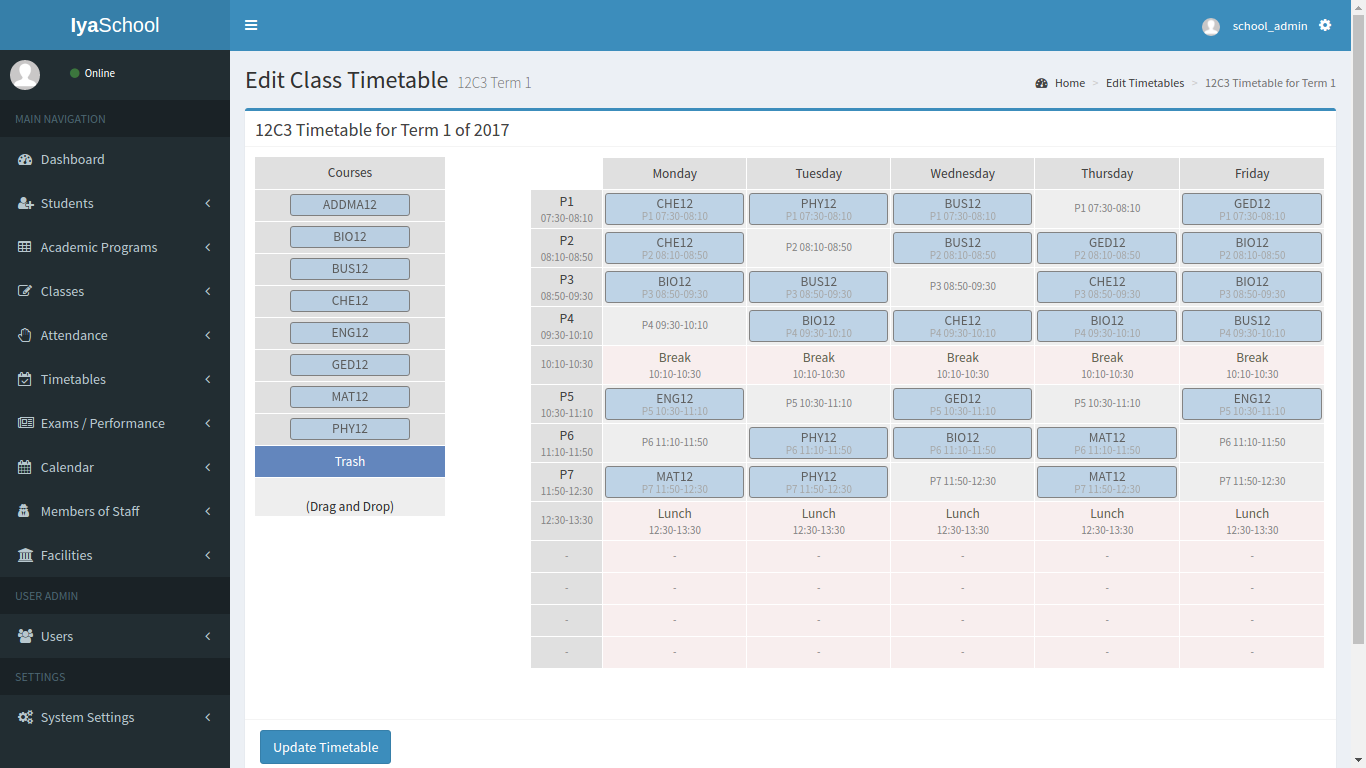 IyaSchool
school_admin
Online
MAIN NAVIGATION
Dashboard
Students
Academic Programs
Classes
Attendance
Timetables
Exams / Performance
Calendar
Members of Staff
Facilities
USER ADMIN
Users
SETTINGS
System Settings
Edit Class Timetable 12C3 Term 1
Home > Edit Timetables > 12C3 Timetable for Term 1
12C3 Timetable for Term 1 of 2017
Courses
ADDMA12
BIO12
BUS12
CHE12
ENG12
GED12
MAT12
PHY12
Trash
(Drag and Drop)
Monday Tuesday Wednesday Thursday Friday
P1 CHE12 PHY12 BUS12 GED12
07:30-08:10 P1 07:30-08:10 P1 07:30-08:10 P1 07:30-08:10 P1 07:30-08:10 P1 07:30-08:10
P2 CHE12 BUS12 GED12 BIO12
08:10-08:50 P2 08:10-08:50 P2 08:10-08:50 P2 08:10-08:50 P2 08:10-08:50 P2 08:10-08:50
P3 BIO12 BUS12 CHE12 BIO12
08:50-09:30 P3 08:50-09:30 P3 08:50-09:30 P3 08:50-09:30 P3 08:50-09:30 P3 08:50-09:30
P4 BIO12 CHE12 BIO12 BUS12
09:30-10:10 P4 09:30-10:10 P4 09:30-10:10 P4 09:30-10:10 P4 09:30-10:10 P4 09:30-10:10
Break Break Break Break Break
10:10-10:30 10:10-10:30 10:10-10:30 10:10-10:30 10:10-10:30 10:10-10:30
P5 ENG12 GED12 ENG12
10:30-11:10 P5 10:30-11:10 P5 10:30-11:10 P5 10:30-11:10 P5 10:30-11:10 P5 10:30-11:10
P6 PHY12 BIO12 MAT12
11:10-11:50 P6 11:10-11:50 P6 11:10-11:50 P6 11:10-11:50 P6 11:10-11:50 P6 11:10-11:50
P7 MAT12 PHY12 MAT12
11:50-12:30 P7 11:50-12:30 P7 11:50-12:30 P7 11:50-12:30 P7 11:50-12:30 P7 11:50-12:30
Lunch Lunch Lunch Lunch Lunch
12:30-13:30 12:30-13:30 12:30-13:30 12:30-13:30 12:30-13:30 12:30-13:30
- - - - - -
- - - - - -
- - - - - -
- - - - - -
Update Timetable